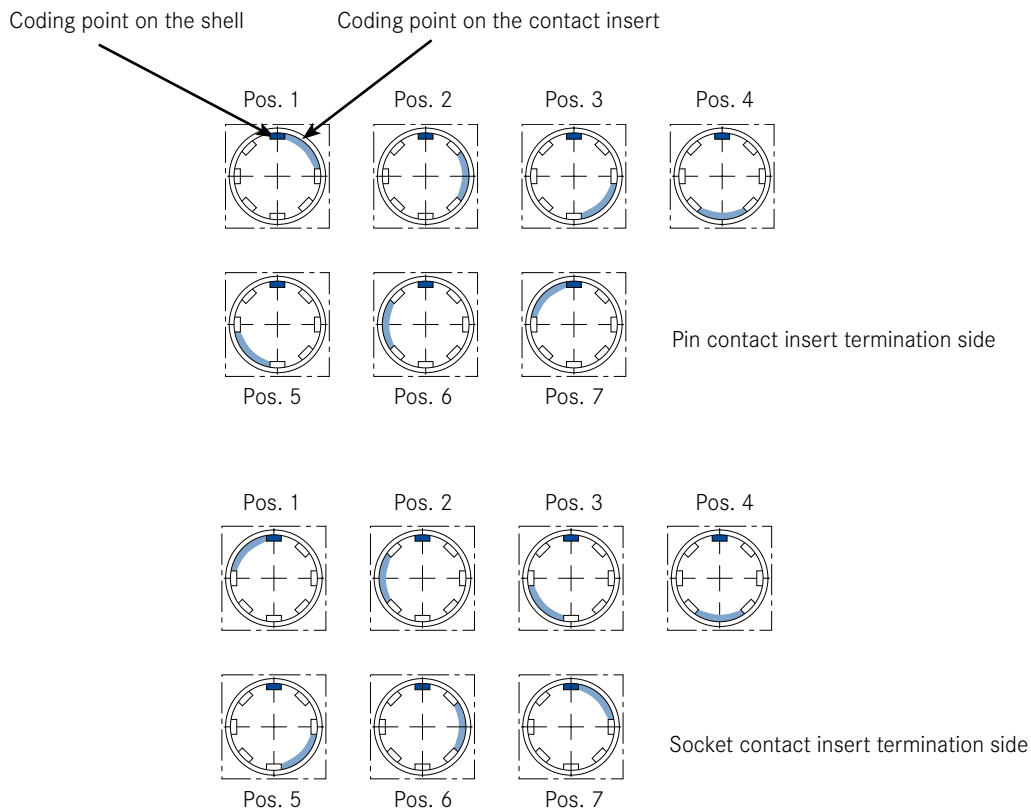 Coding point on the shell
Coding point on the contact insert
Pos. 1
Pos. 2
Pos. 3
Pos. 4
Pos. 5
Pos. 6
Pos. 7
Pin contact insert termination side
Pos. 1
Pos. 2
Pos. 3
Pos. 4
Pos. 5
Pos. 6
Pos. 7
Socket contact insert termination side